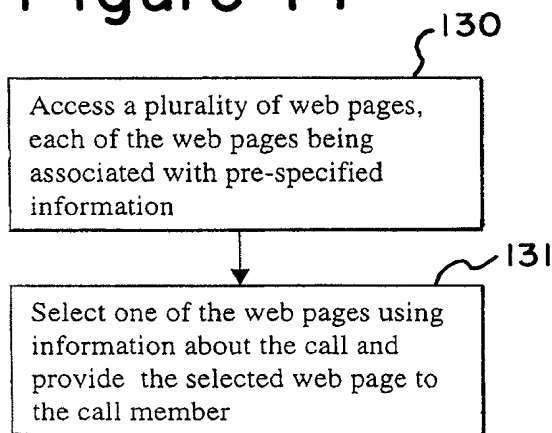 130
Access a plurality of web pages,
each of the web pages being
associated with pre-specified
information
131
Select one of the web pages using
information about the call and
provide the selected web page to
the call member